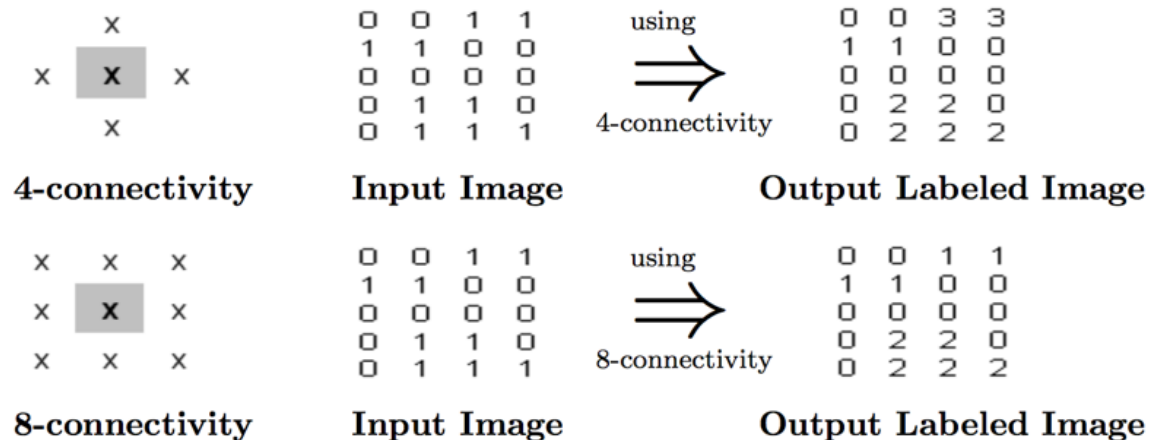 x
x x x
x
0 0 1 1
1 1 0 0
0 0 0 0
0 1 1 0
0 1 1 1
using
4-connectivity
0 0 3 3
1 1 0 0
0 0 0 0
0 2 2 0
0 2 2 2
4-connectivity
Input Image
Output Labeled Image
x x x
x x x
x x x
0 0 1 1
1 1 0 0
0 0 0 0
0 1 1 0
0 1 1 1
using
8-connectivity
0 0 1 1
1 1 0 0
0 0 0 0
0 2 2 0
0 2 2 2
8-connectivity
Input Image
Output Labeled Image